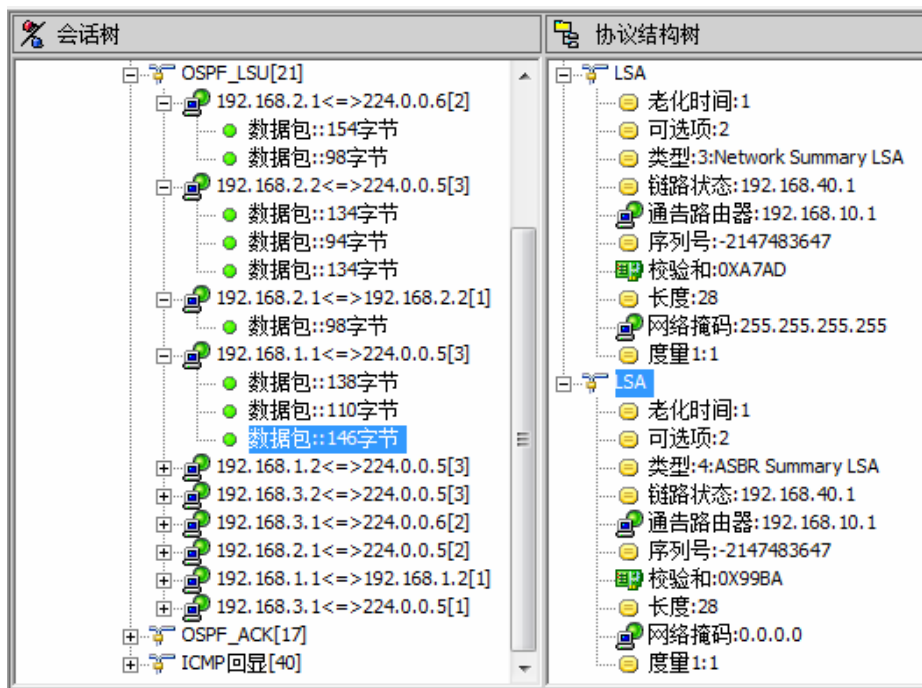 会话树
OSPF_LSU[21]
192.168.2.1<=>224.0.0.6[2]
数据包::154字节
数据包::98字节
192.168.2.2<=>224.0.0.5[3]
数据包::134字节
数据包::94字节
数据包::134字节
192.168.2.1<=>192.168.2.2[1]
数据包::98字节
192.168.1.1<=>224.0.0.5[3]
数据包::138字节
数据包::110字节
数据包::146字节
192.168.1.2<=>224.0.0.5[3]
192.168.3.2<=>224.0.0.5[3]
192.168.3.1<=>224.0.0.6[2]
192.168.2.1<=>224.0.0.5[2]
192.168.1.1<=>192.168.1.2[1]
192.168.3.1<=>224.0.0.5[1]
OSPF_ACK[17]
ICMP回显[40]
协议结构树
LSA
老化时间:1
可选项:2
类型:3:Network Summary LSA
链路状态:192.168.40.1
通告路由器:192.168.10.1
序列号:-2147483647
校验和:0XA7AD
长度:28
网络掩码:255.255.255.255
度量1:1
LSA
老化时间:1
可选项:2
类型:4:ASBR Summary LSA
链路状态:192.168.40.1
通告路由器:192.168.10.1
序列号:-2147483647
校验和:0X99BA
长度:28
网络掩码:0.0.0.0
度量1:1